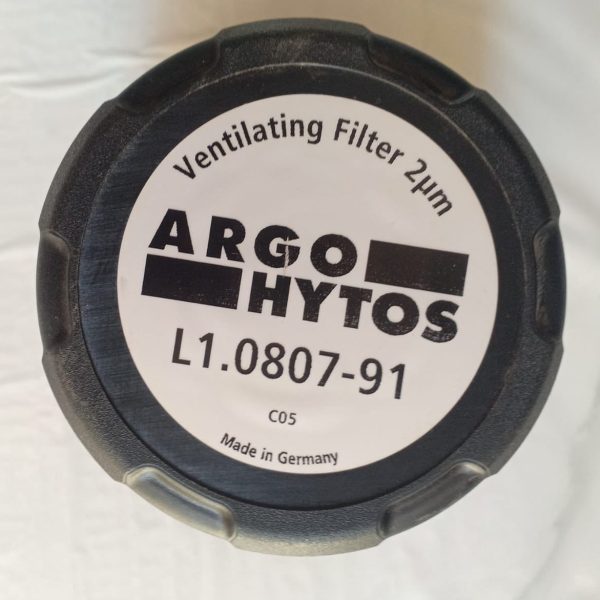 Ventilating Filter 2µm
ARGO
HYTOS
L1.0807-91
C05
Made in Germany